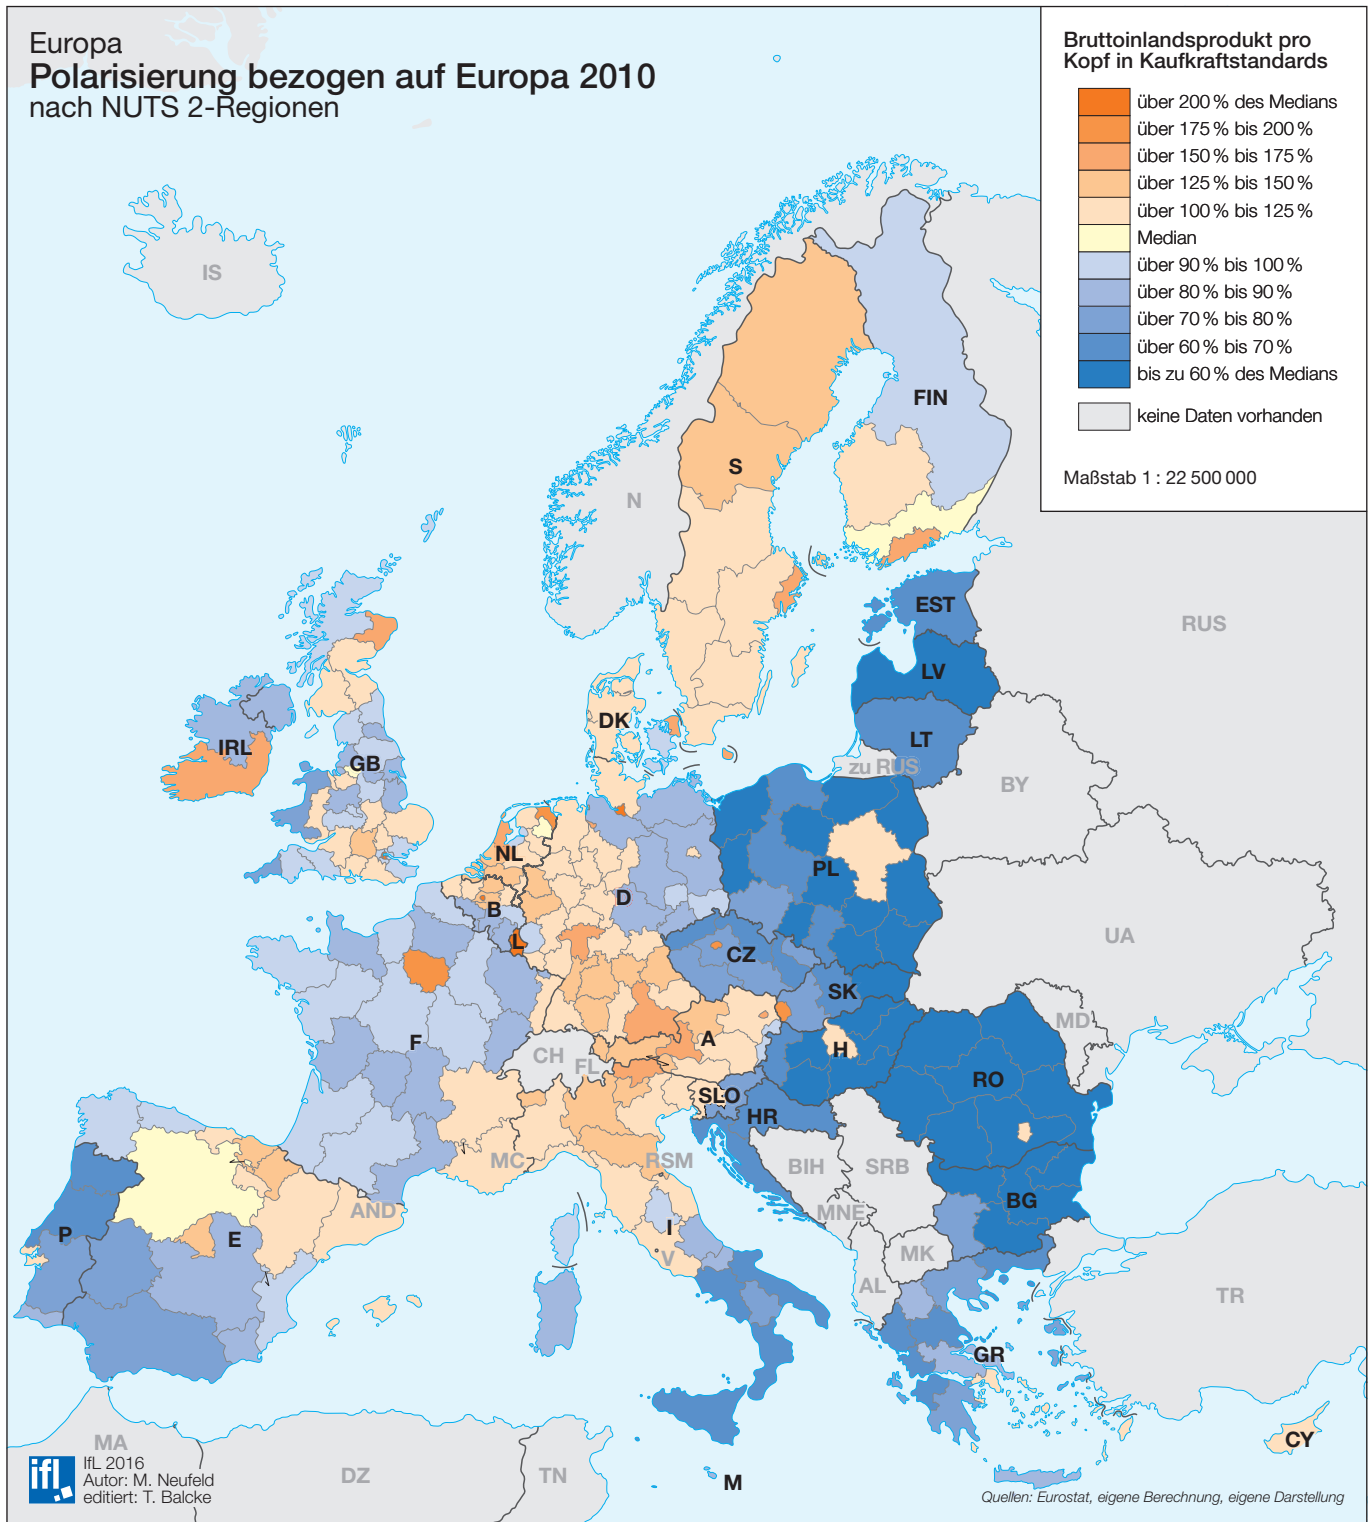 Europa
Polarisierung bezogen auf Europa 2010
nach NUTS 2-Regionen
Bruttoinlandsprodukt pro
Kopf in Kaufkraftstandards
über 200 % des Medians
über 175 % bis 200 %
über 150 % bis 175 %
über 125 % bis 150 %
über 100 % bis 125 %
Median
über 90 % bis 100 %
über 80 % bis 90 %
über 70 % bis 80 %
über 60 % bis 70 %
bis zu 60 % des Medians
keine Daten vorhanden
Maßstab 1 : 22 500 000
IS
FIN
S
N
EST
RUS
LV
DK
LT
IRL
GB
zu RUS
BY
NL
PL
D
B
L
CZ
UA
SK
MD
F
A
H
CH
FL
RO
SLO
HR
MC
RSM
BIH
SRB
AND
MNE
BG
P
E
I
V
MK
AL
TR
GR
CY
MA
DZ
TN
M
ifl
IfL 2016
Autor: M. Neufeld
editiert: T. Balcke
Quellen: Eurostat, eigene Berechnung, eigene Darstellung